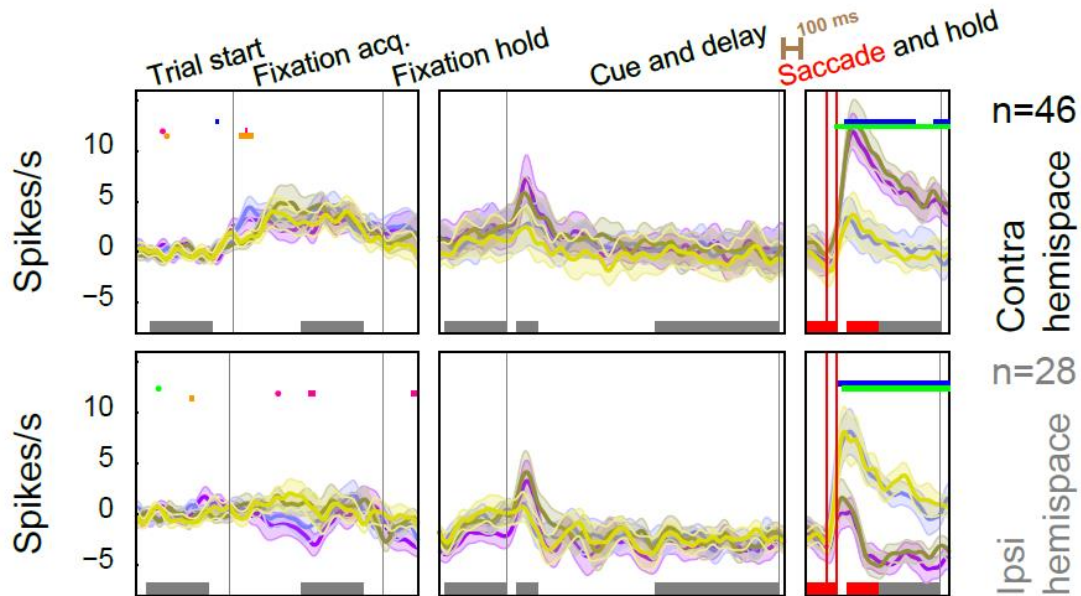 Trial start
Fixation acq.
Fixation hold
Cue and delay
100 ms
Saccade and hold
Spikes/s
10
5
0
−5
n=46
Contra
hemispace
Spikes/s
10
5
0
−5
n=28
Ipsi
hemispace